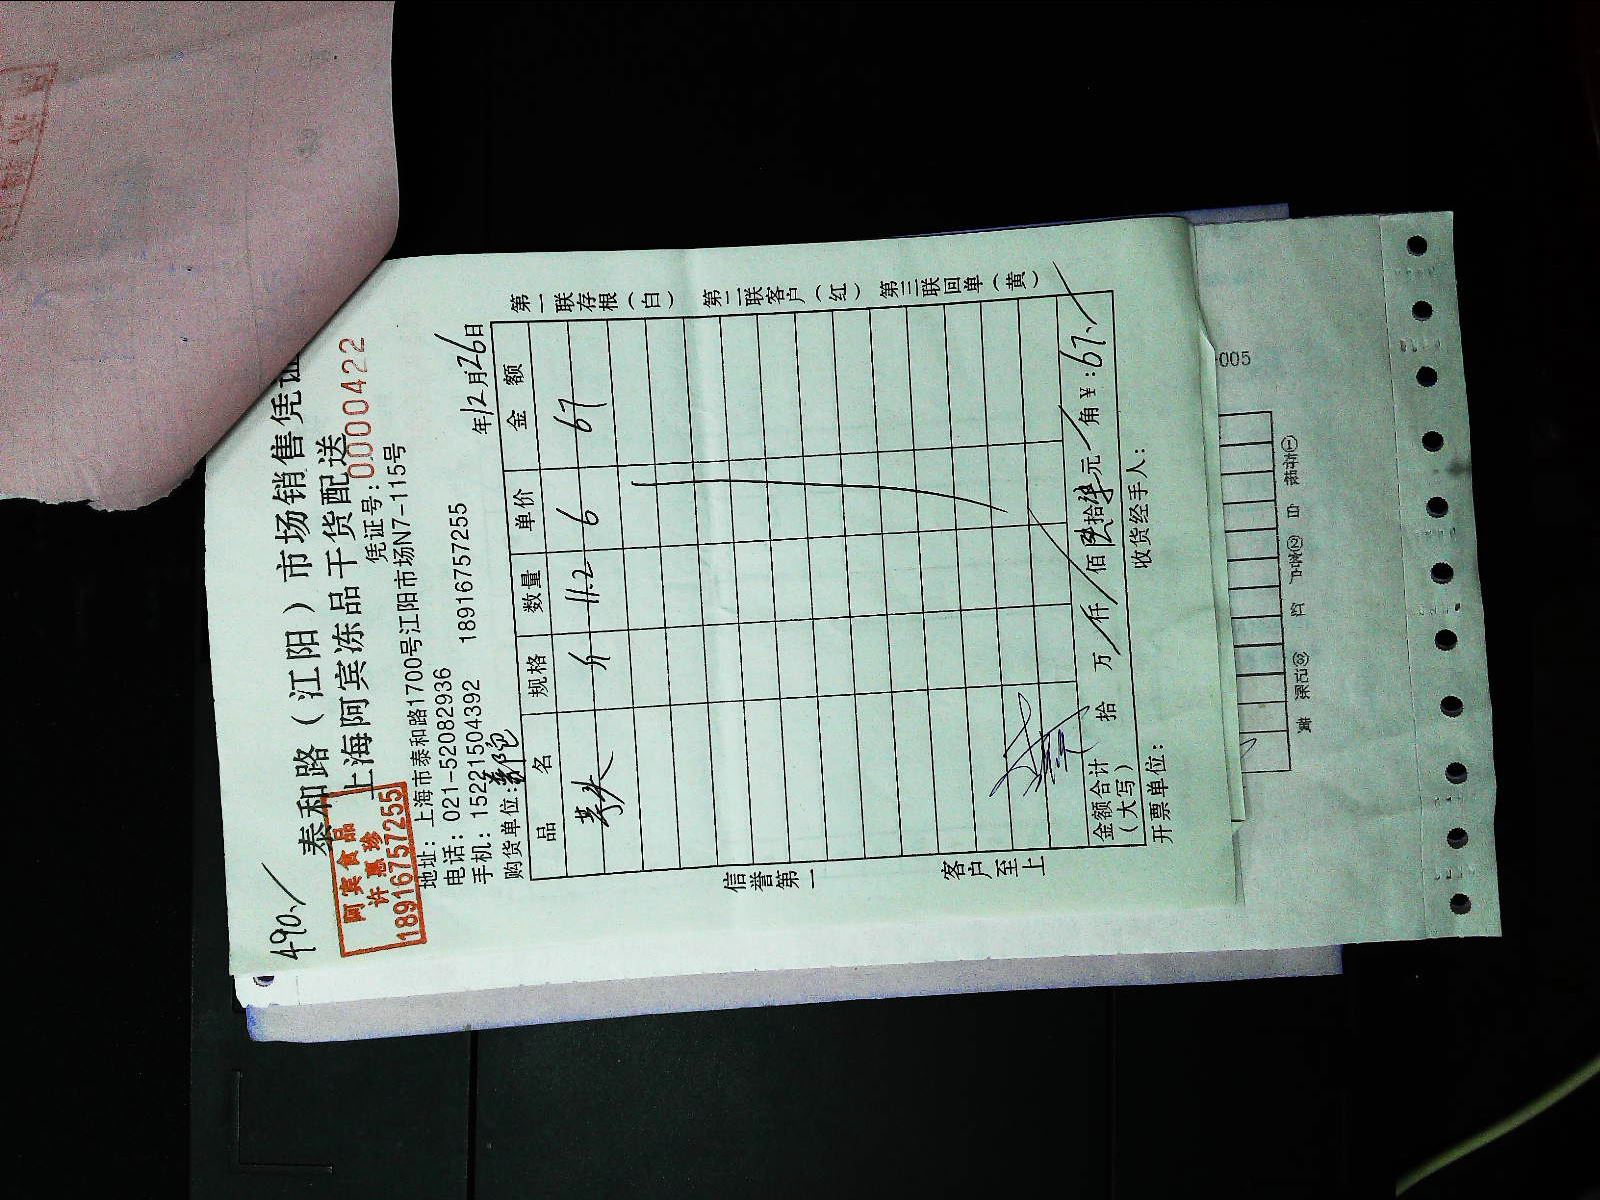 490.
泰和路（江阳）市场销售凭证
上海阿宾冻品干货配送
阿宾食品
许惠珍
18916757255
凭证号：0000422
地址：上海市泰和路1700号江阳市场N7-115号
电话：021-52082936
手机：15221504392 18916757255
购货单位： 年12月26日
品名 规格 数量 单价 金额
斤 11.2 6 67
金额合计（大写） 拾 万 仟 佰 陆拾柒元 角 ¥:67.
开票单位： 收货经手人：
信誉第一 客户至上
第一联存根（白） 第二联客户（红） 第三联回单（黄）
005